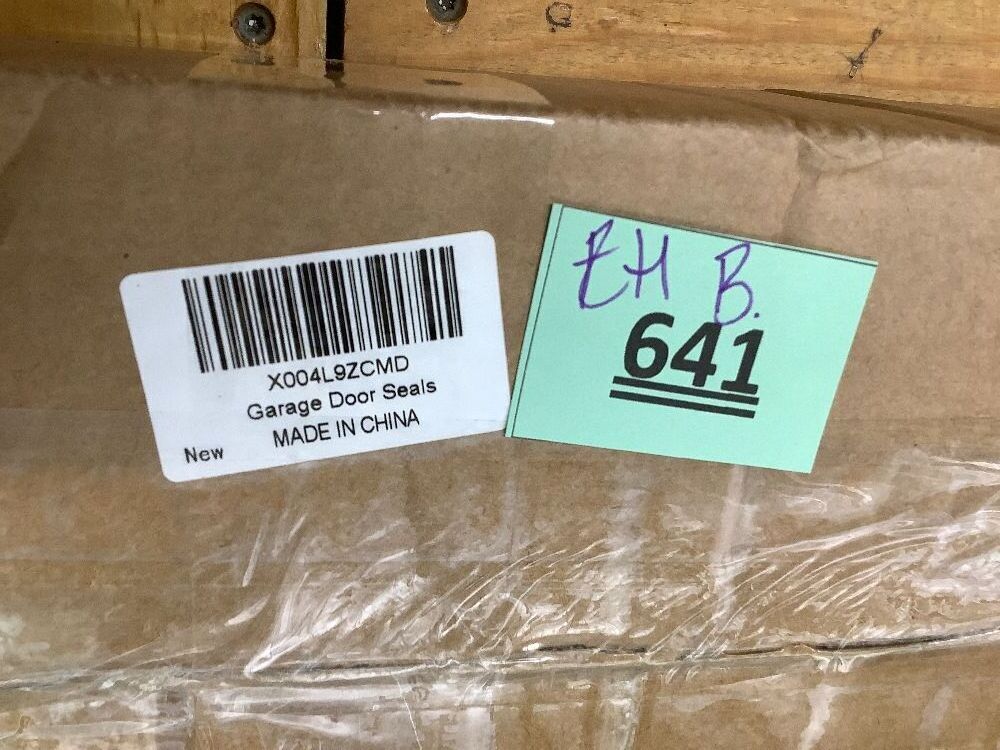 X004L9ZCMD
Garage Door Seals
MADE IN CHINA
New
EH B.
641